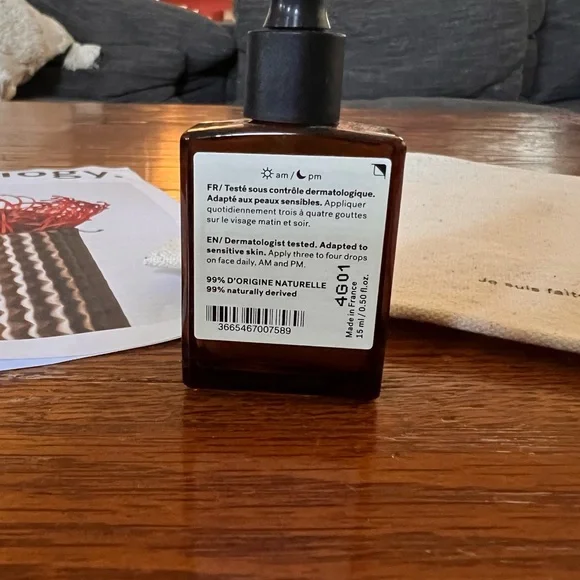 ogy.
am / pm
FR/ Testé sous contrôle dermatologique.
Adapté aux peaux sensibles. Appliquer
quotidiennement trois à quatre gouttes
sur le visage matin et soir.
EN/ Dermatologist tested. Adapted to
sensitive skin. Apply three to four drops
on face daily, AM and PM.
99% D'ORIGINE NATURELLE
99% naturally derived
3665467007589
4G01
Made in France
15 ml / 0.50 fl.oz.
Je suis faite